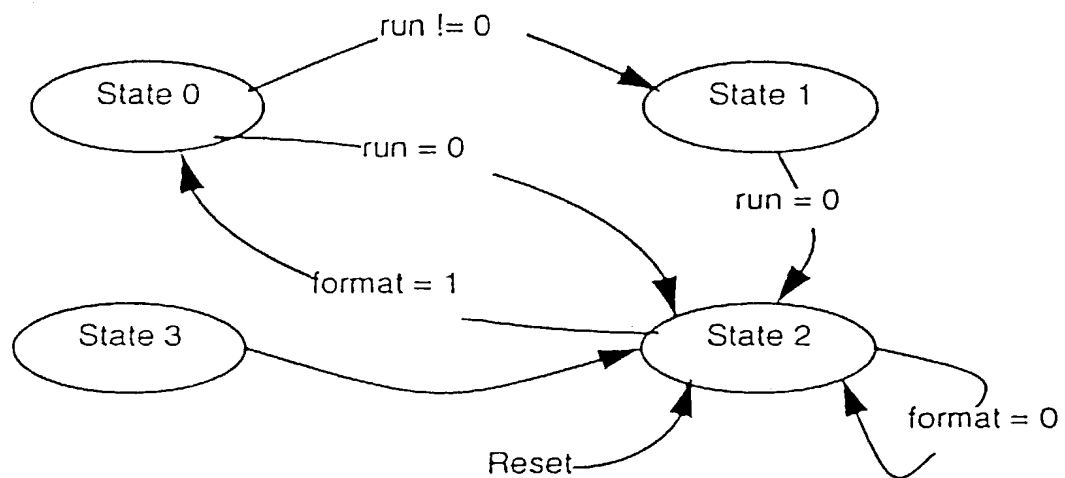 run != 0
State 0
State 1
run = 0
run = 0
format = 1
State 3
State 2
format = 0
Reset